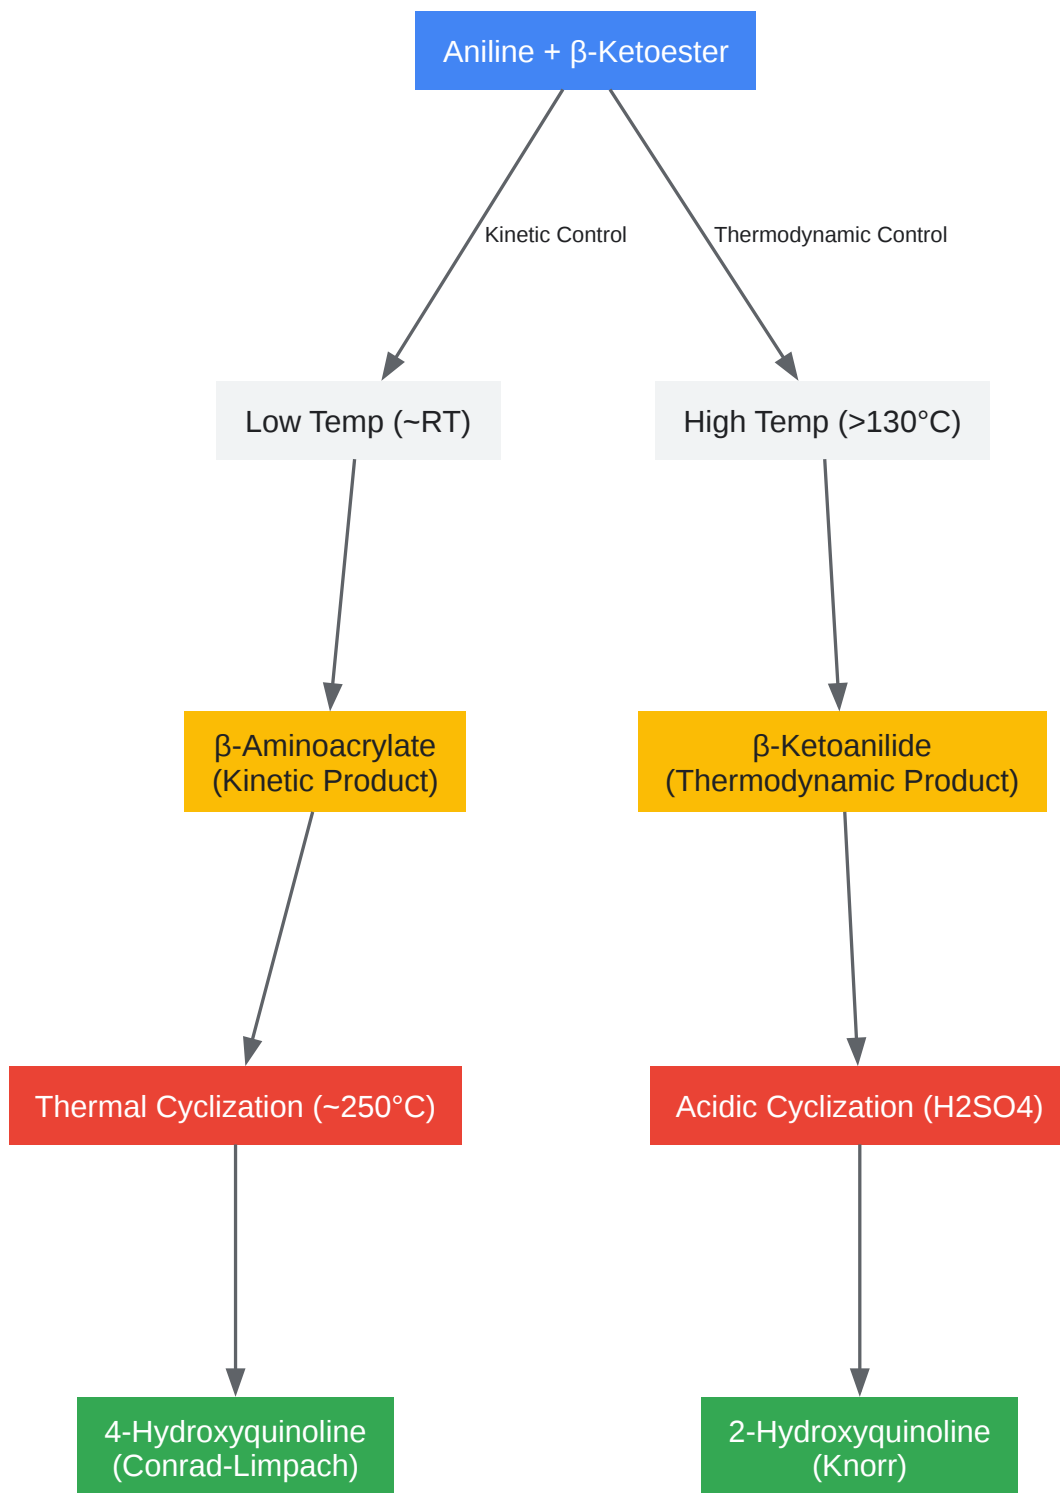 Aniline + β-Ketoester
Kinetic Control
Thermodynamic Control
Low Temp (~RT)
High Temp (>130°C)
β-Aminoacrylate
(Kinetic Product)
β-Ketoanilide
(Thermodynamic Product)
Thermal Cyclization (~250°C)
Acidic Cyclization (H2SO4)
4-Hydroxyquinoline
(Conrad-Limpach)
2-Hydroxyquinoline
(Knorr)